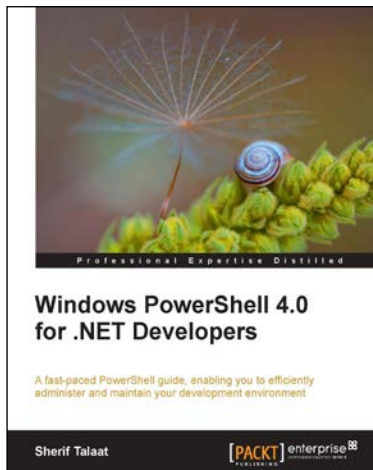 Professional Expertise Distilled
Windows PowerShell 4.0
for .NET Developers
A fast-paced PowerShell guide, enabling you to efficiently
administer and maintain your development environment
Sherif Talaat
[PACKT] enterprise
PUBLISHING